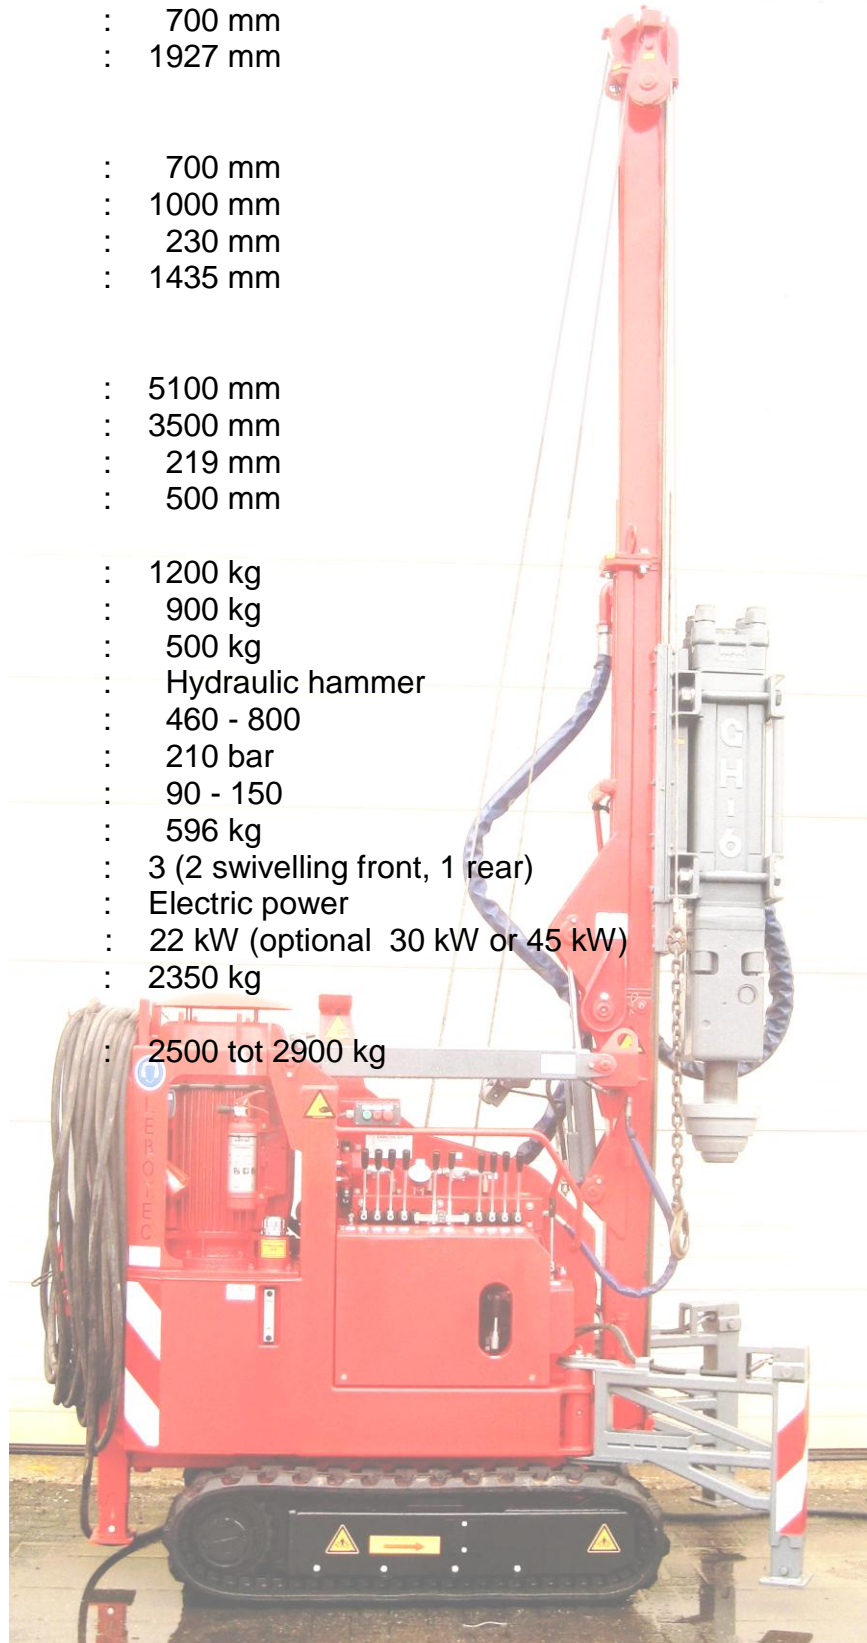 : 700 mm
: 1927 mm
: 700 mm
: 1000 mm
: 230 mm
: 1435 mm
: 5100 mm
: 3500 mm
: 219 mm
: 500 mm
: 1200 kg
: 900 kg
: 500 kg
: Hydraulic hammer
: 460 - 800
: 210 bar
: 90 - 150
: 596 kg
: 3 (2 swivelling front, 1 rear)
: Electric power
: 22 kW (optional 30 kW or 45 kW)
: 2350 kg
: 2500 tot 2900 kg
GHI-6